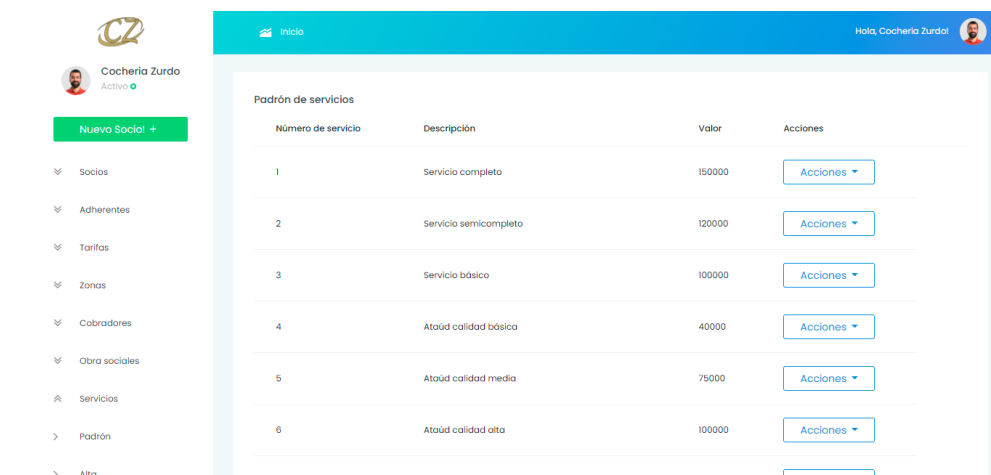 CZ
Cocheria Zurdo
Activo
Nuevo Socio! +
Socios
Adherentes
Tarifas
Zonas
Cobradores
Obra sociales
Servicios
Padrón
Alta
Inicio
Hola, Cocheria Zurdo!
Padrón de servicios
Número de servicio Descripción Valor Acciones
1 Servicio completo 150000 Acciones
2 Servicio semicompleto 120000 Acciones
3 Servicio básico 100000 Acciones
4 Ataúd calidad básica 40000 Acciones
5 Ataúd calidad media 75000 Acciones
6 Ataúd calidad alta 100000 Acciones